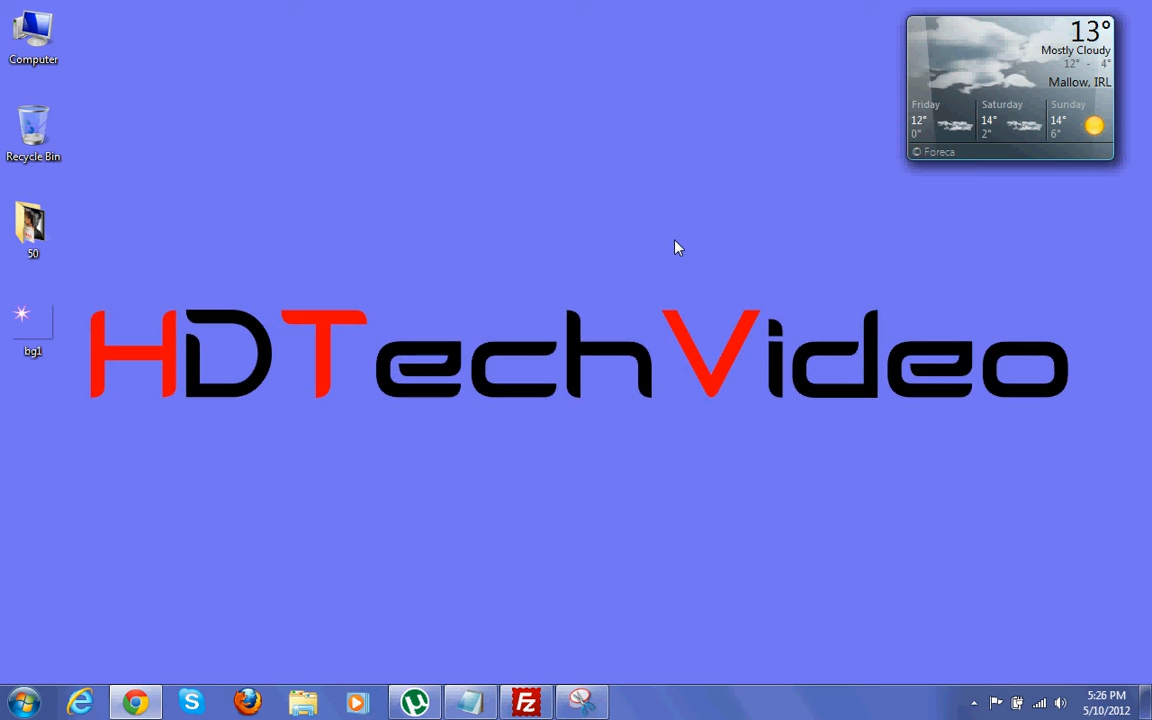 Computer
Recycle Bin
50
bg1
13°
Mostly Cloudy
12° - 4°
Mallow, IRL
Friday Saturday Sunday
12° 14° 14°
0° 2° 6°
© Foreca
HDTechVideo
5:26 PM
5/10/2012